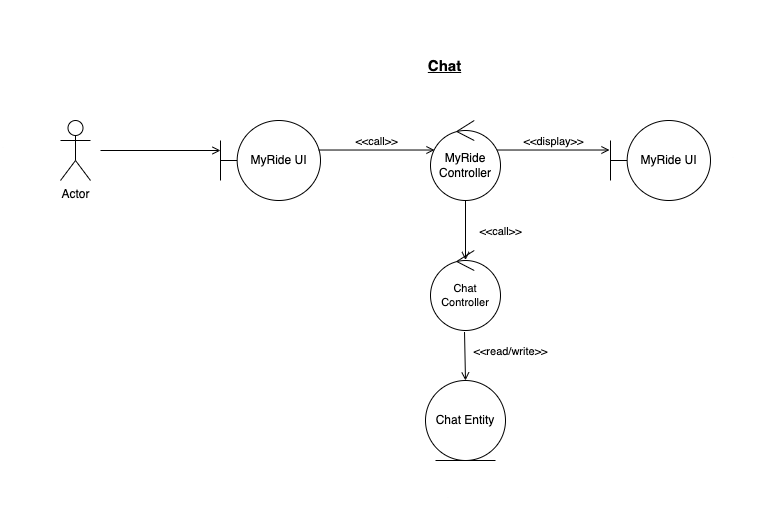 Chat
<<call>>
<<display>>
MyRide UI
MyRide
Controller
MyRide UI
Actor
<<call>>
Chat
Controller
<<read/write>>
Chat Entity